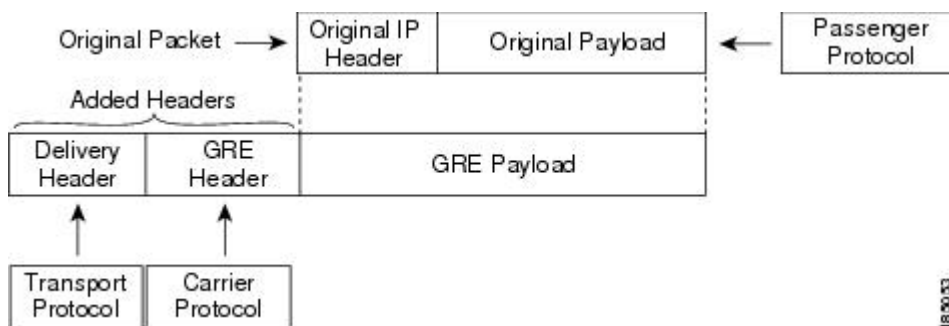 Original Packet
Original IP
Header
Original Payload
Passenger
Protocol
Added Headers
Delivery
Header
GRE
Header
GRE Payload
Transport
Protocol
Carrier
Protocol